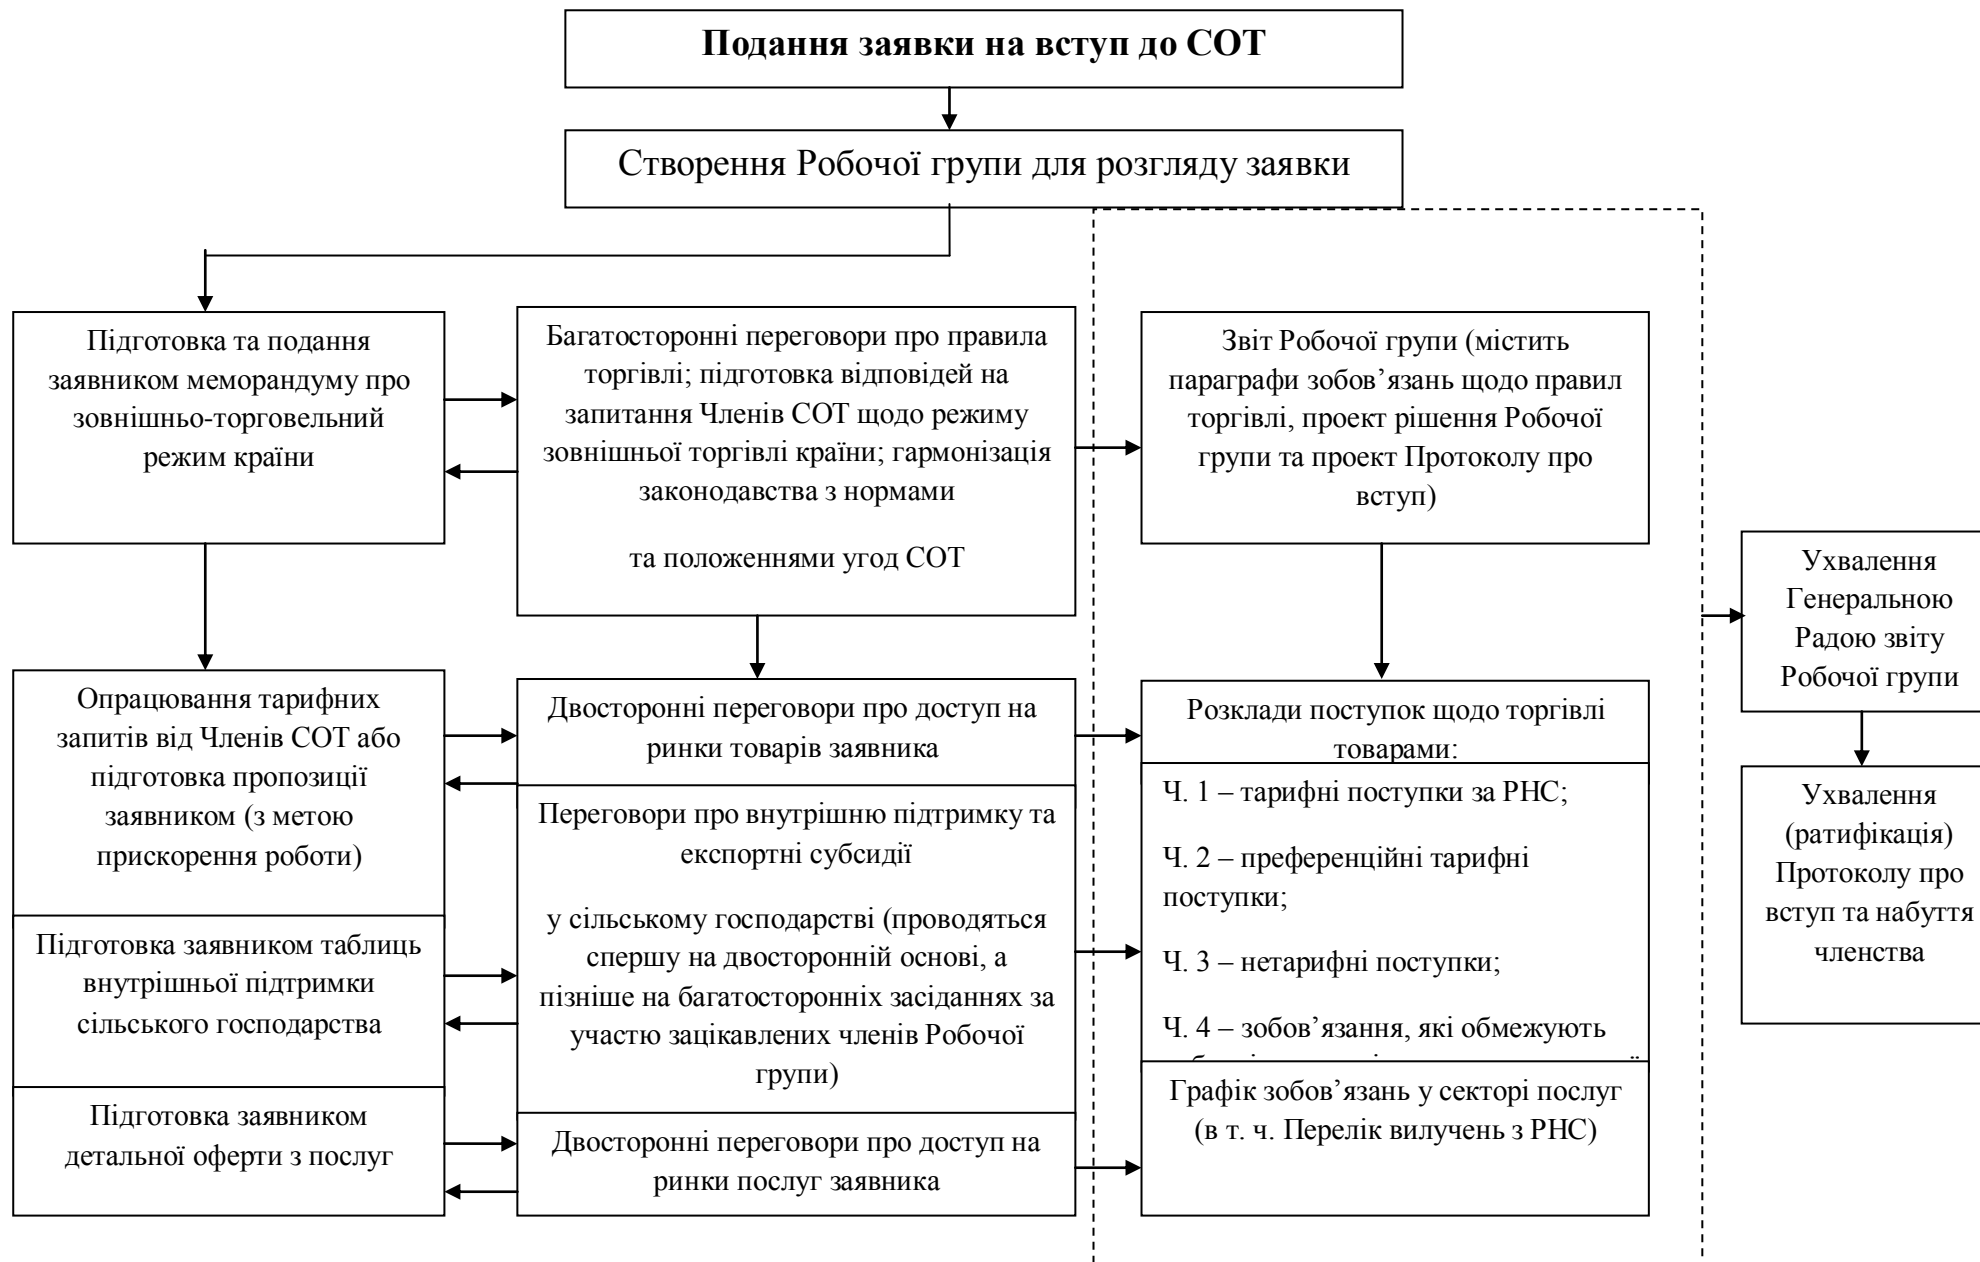 Подання заявки на вступ до СОТ
Створення Робочої групи для розгляду заявки
Підготовка та подання
заявником меморандуму про
зовнішньо-торговельний
режим країни
Багатосторонні переговори про правила
торгівлі; підготовка відповідей на
запитання Членів СОТ щодо режиму
зовнішньої торгівлі країни; гармонізація
законодавства з нормами
та положеннями угод СОТ
Звіт Робочої групи (містить
параграфи зобов’язань щодо правил
торгівлі, проект рішення Робочої
групи та проект Протоколу про
вступ)
Ухвалення
Генеральною
Радою звіту
Робочої групи
Опрацювання тарифних
запитів від Членів СОТ або
підготовка пропозиції
заявником (з метою
прискорення роботи)
Двосторонні переговори про доступ на
ринки товарів заявника
Розклади поступок щодо торгівлі
товарами:
Ч. 1 – тарифні поступки за РНС;
Ч. 2 – преференційні тарифні
поступки;
Ч. 3 – нетарифні поступки;
Ч. 4 – зобов’язання, які обмежують
Ухвалення
(ратифікація)
Протоколу про
вступ та набуття
членства
Переговори про внутрішню підтримку та
експортні субсидії
у сільському господарстві (проводяться
спершу на двосторонній основі, а
пізніше на багатосторонніх засіданнях за
участю зацікавлених членів Робочої
групи)
Підготовка заявником таблиць
внутрішньої підтримки
сільського господарства
Підготовка заявником
детальної оферти з послуг
Двосторонні переговори про доступ на
ринки послуг заявника
Графік зобов’язань у секторі послуг
(в т. ч. Перелік вилучень з РНС)